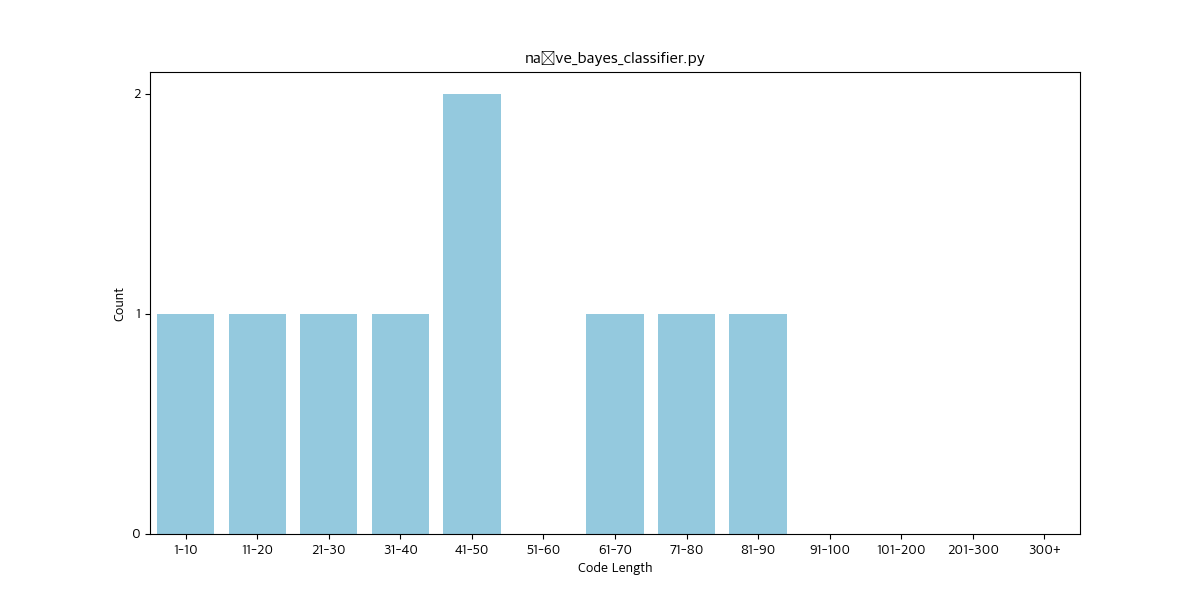 na☒ve_bayes_classifier.py
Count
2
1
0
1-10 11-20 21-30 31-40 41-50 51-60 61-70 71-80 81-90 91-100 101-200 201-300 300+
Code Length